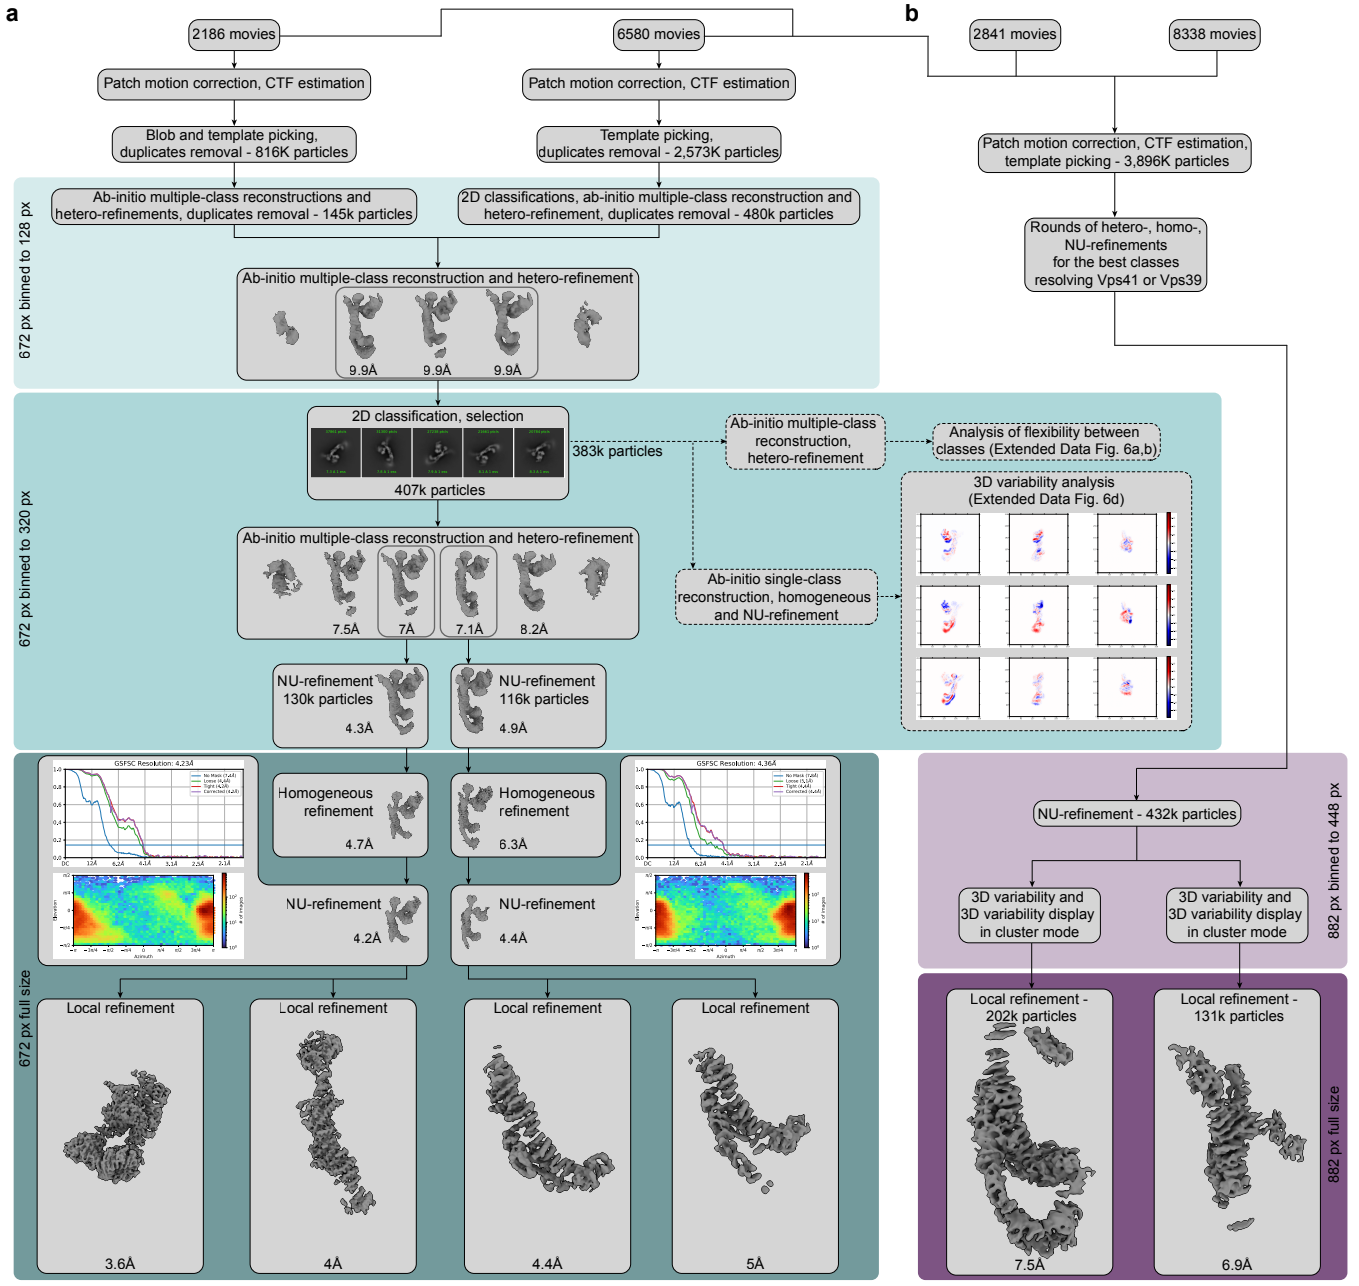 a
2186 movies
6580 movies
Patch motion correction, CTF estimation
Patch motion correction, CTF estimation
Blob and template picking,
duplicates removal - 816K particles
Template picking,
duplicates removal - 2,573K particles
672 px binned to 128 px
Ab-initio multiple-class reconstructions and
hetero-refinements, duplicates removal - 145k particles
2D classifications, ab-initio multiple-class reconstruction and
hetero-refinement, duplicates removal - 480k particles
Ab-initio multiple-class reconstruction and hetero-refinement
9.9Å
9.9Å
9.9Å
672 px binned to 320 px
2D classification, selection
407k particles
383k particles
Ab-initio multiple-class
reconstruction,
hetero-refinement
Analysis of flexibility between
classes (Extended Data Fig. 6a,b)
3D variability analysis
(Extended Data Fig. 6d)
Ab-initio single-class
reconstruction, homogeneous
and NU-refinement
Ab-initio multiple-class reconstruction and hetero-refinement
7.5Å
7Å
7.1Å
8.2Å
NU-refinement
130k particles
4.3Å
NU-refinement
116k particles
4.9Å
672 px full size
GSFSC Resolution: 4.23Å
Homogeneous
refinement
4.7Å
Homogeneous
refinement
6.3Å
GSFSC Resolution: 4.36Å
NU-refinement
4.2Å
NU-refinement
4.4Å
Elevation
Azimuth
# of images
Elevation
Azimuth
# of images
Local refinement
3.6Å
Local refinement
4Å
Local refinement
4.4Å
Local refinement
5Å
b
2841 movies
8338 movies
Patch motion correction, CTF estimation,
template picking - 3,896K particles
Rounds of hetero-, homo-,
NU-refinements
for the best classes
resolving Vps41 or Vps39
882 px binned to 448 px
NU-refinement - 432k particles
3D variability and
3D variability display
in cluster mode
3D variability and
3D variability display
in cluster mode
882 px full size
Local refinement -
202k particles
7.5Å
Local refinement -
131k particles
6.9Å